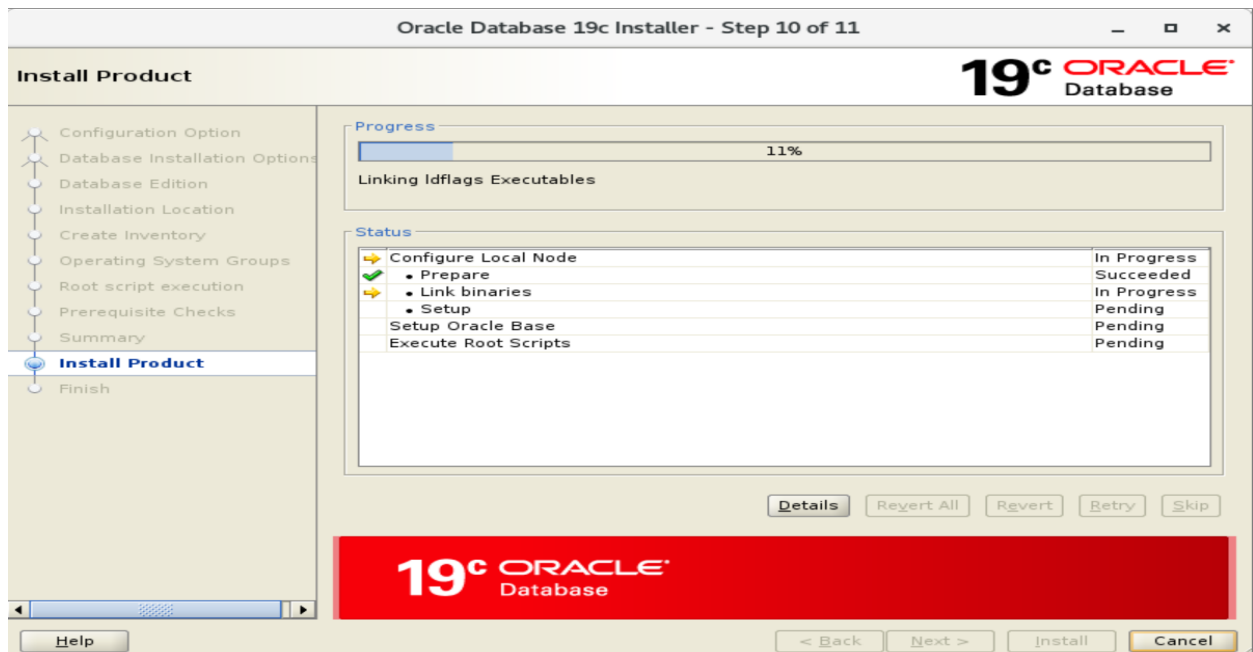 Oracle Database 19c Installer - Step 10 of 11
Install Product
19c ORACLE
Database
Configuration Option
Database Installation Options
Database Edition
Installation Location
Create Inventory
Operating System Groups
Root script execution
Prerequisite Checks
Summary
Install Product
Finish
Progress
11%
Linking ldflags Executables
Status
Configure Local Node In Progress
• Prepare Succeeded
• Link binaries In Progress
• Setup Pending
Setup Oracle Base Pending
Execute Root Scripts Pending
Details Revert All Revert Retry Skip
19c ORACLE
Database
Help < Back Next > Install Cancel